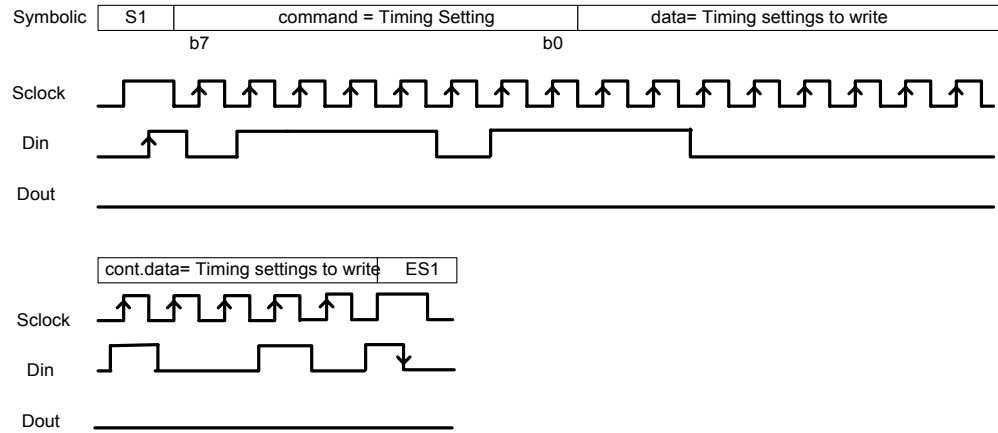 Symbolic S1 command = Timing Setting data= Timing settings to write
b7 b0
Sclock
Din
Dout
cont.data= Timing settings to write ES1
Sclock
Din
Dout